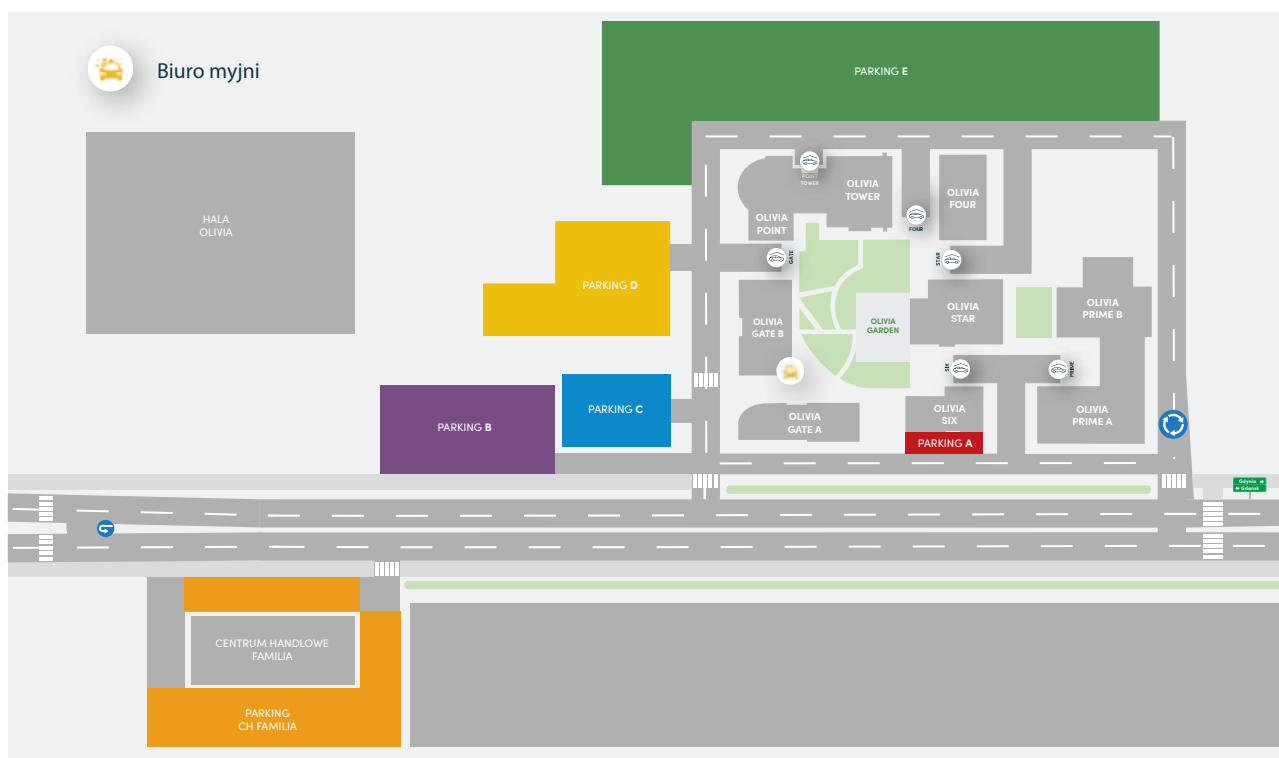 Biuro myjni
PARKING E
HALA
OLIVIA
POINT
TOWER
OLIVIA
TOWER
OLIVIA
FOUR
OLIVIA
POINT
FOUR
GATE
STAR
PARKING D
OLIVIA
GATE B
OLIVIA
GARDEN
OLIVIA
STAR
OLIVIA
PRIME B
SIX
PRIME
PARKING C
PARKING B
OLIVIA
GATE A
OLIVIA
SIX
OLIVIA
PRIME A
PARKING A
Gdynia
Gdańsk
CENTRUM HANDLOWE
FAMILIA
PARKING
CH FAMILIA